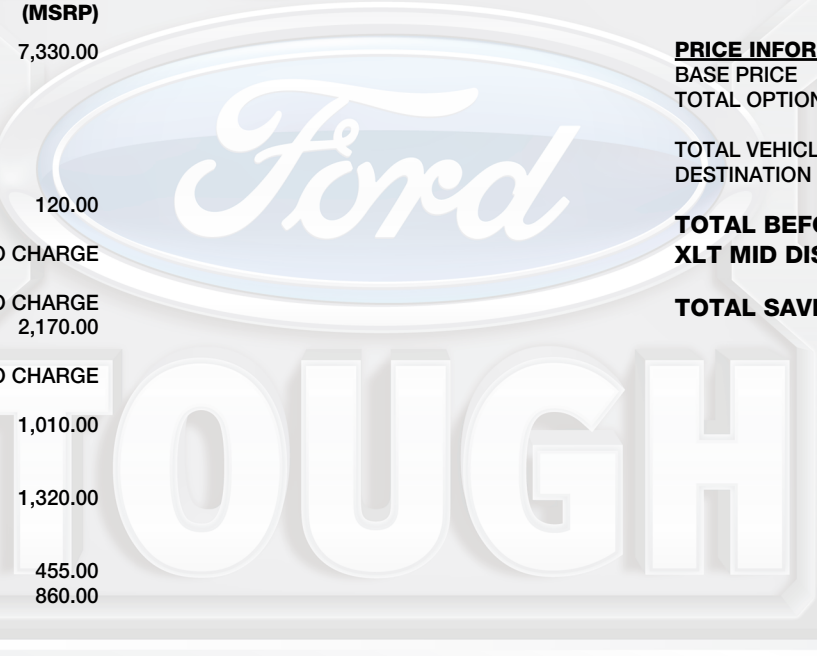 (MSRP)
7,330.00
120.00
CHARGE
CHARGE
2,170.00
CHARGE
1,010.00
1,320.00
455.00
860.00
PRICE INFOR
BASE PRICE
TOTAL OPTION
TOTAL VEHICL
DESTINATION
TOTAL BEFO
XLT MID DIS
TOTAL SAVI
Ford
TOUGH